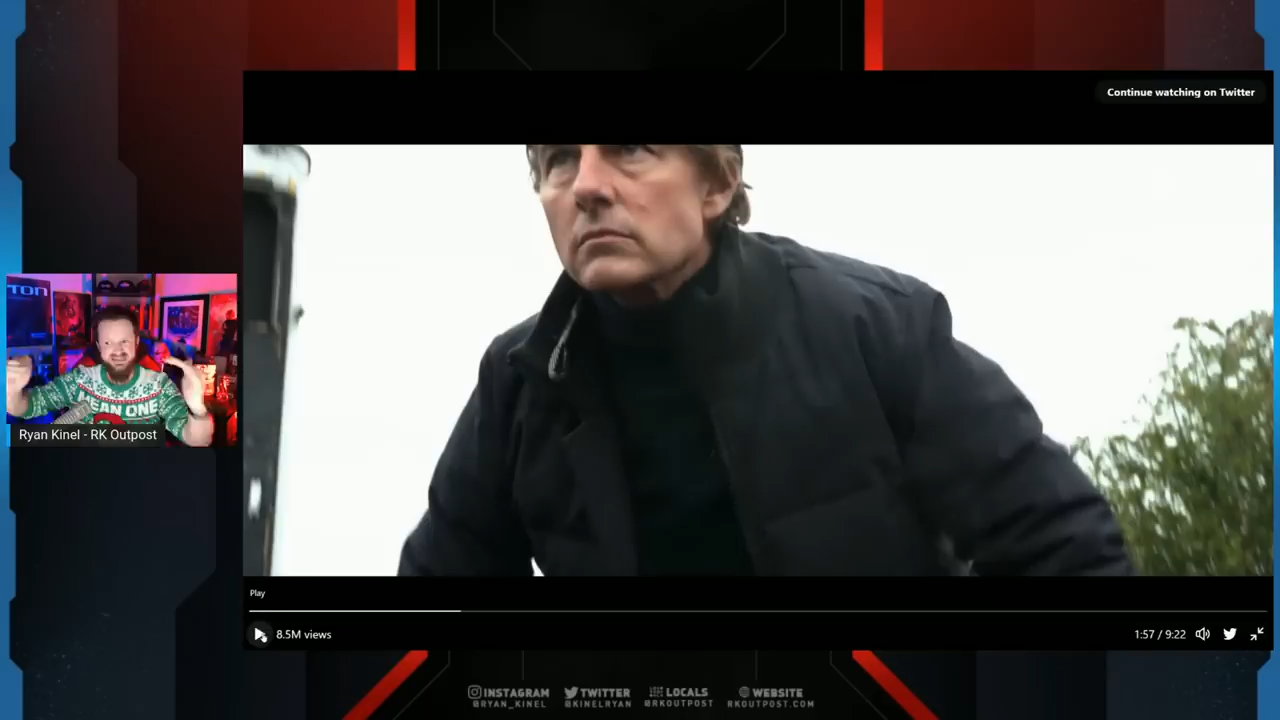 Continue watching on Twitter
TON
MEAN ONE
Ryan Kinel - RK Outpost
Play
8.5M views
1:57 / 9:22
INSTAGRAM
@RYAN_KINEL
TWITTER
@KINELRYAN
LOCALS
@RKOUTPOST
WEBSITE
RKOUTPOST.COM